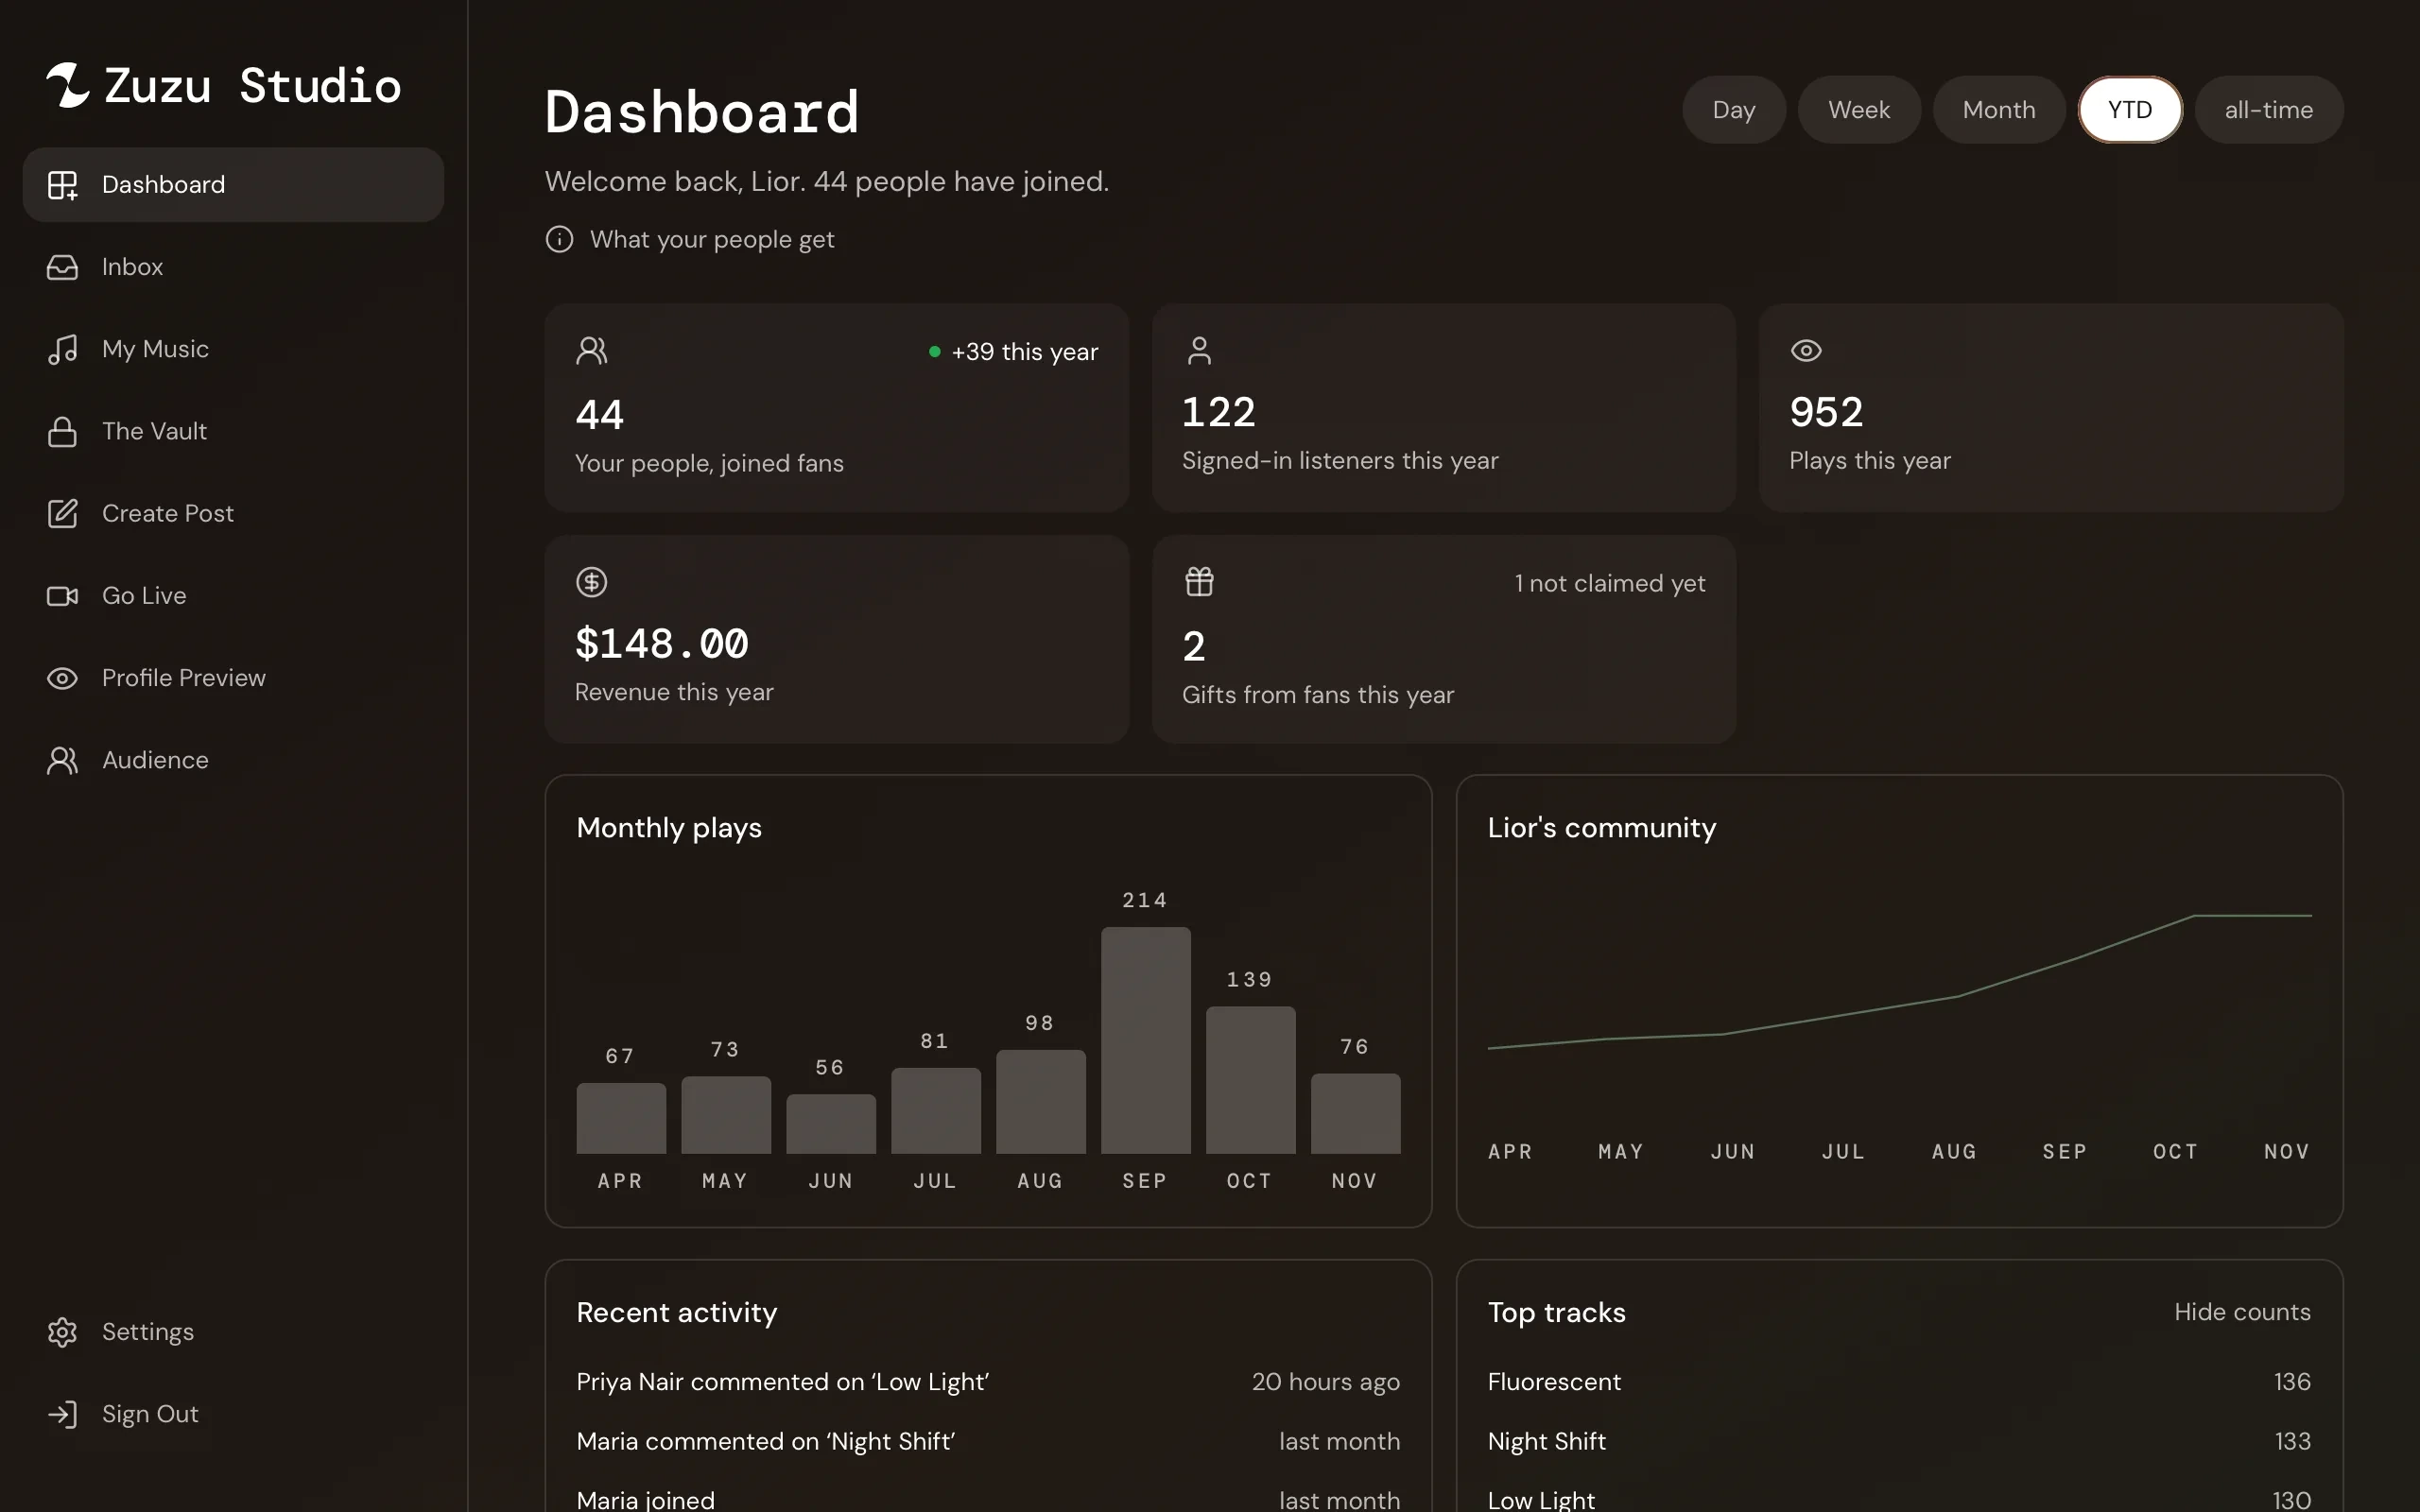 Zuzu Studio
Dashboard
Inbox
My Music
The Vault
Create Post
Go Live
Profile Preview
Audience
Settings
Sign Out
Dashboard
Day
Week
Month
YTD
all-time
Welcome back, Lior. 44 people have joined.
What your people get
+39 this year
44
Your people, joined fans
122
Signed-in listeners this year
952
Plays this year
$148.00
Revenue this year
1 not claimed yet
2
Gifts from fans this year
Monthly plays
67
73
56
81
98
214
139
76
APR MAY JUN JUL AUG SEP OCT NOV
Lior's community
APR MAY JUN JUL AUG SEP OCT NOV
Recent activity
Priya Nair commented on ‘Low Light’ 20 hours ago
Maria commented on ‘Night Shift’ last month
Maria joined last month
Top tracks Hide counts
Fluorescent 136
Night Shift 133
Low Light 130